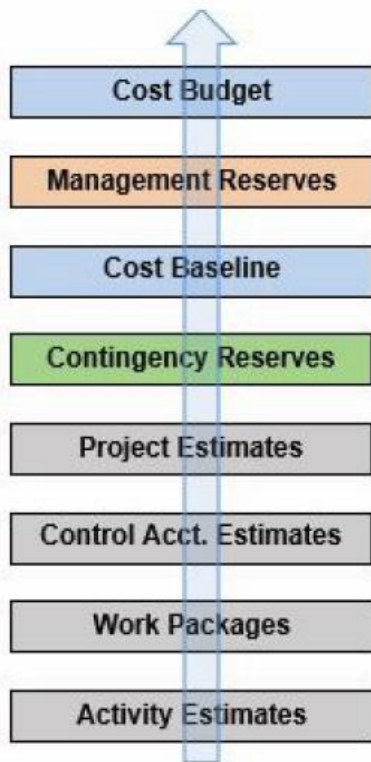 Cost Budget
Management Reserves
Cost Baseline
Contingency Reserves
Project Estimates
Control Acct. Estimates
Work Packages
Activity Estimates